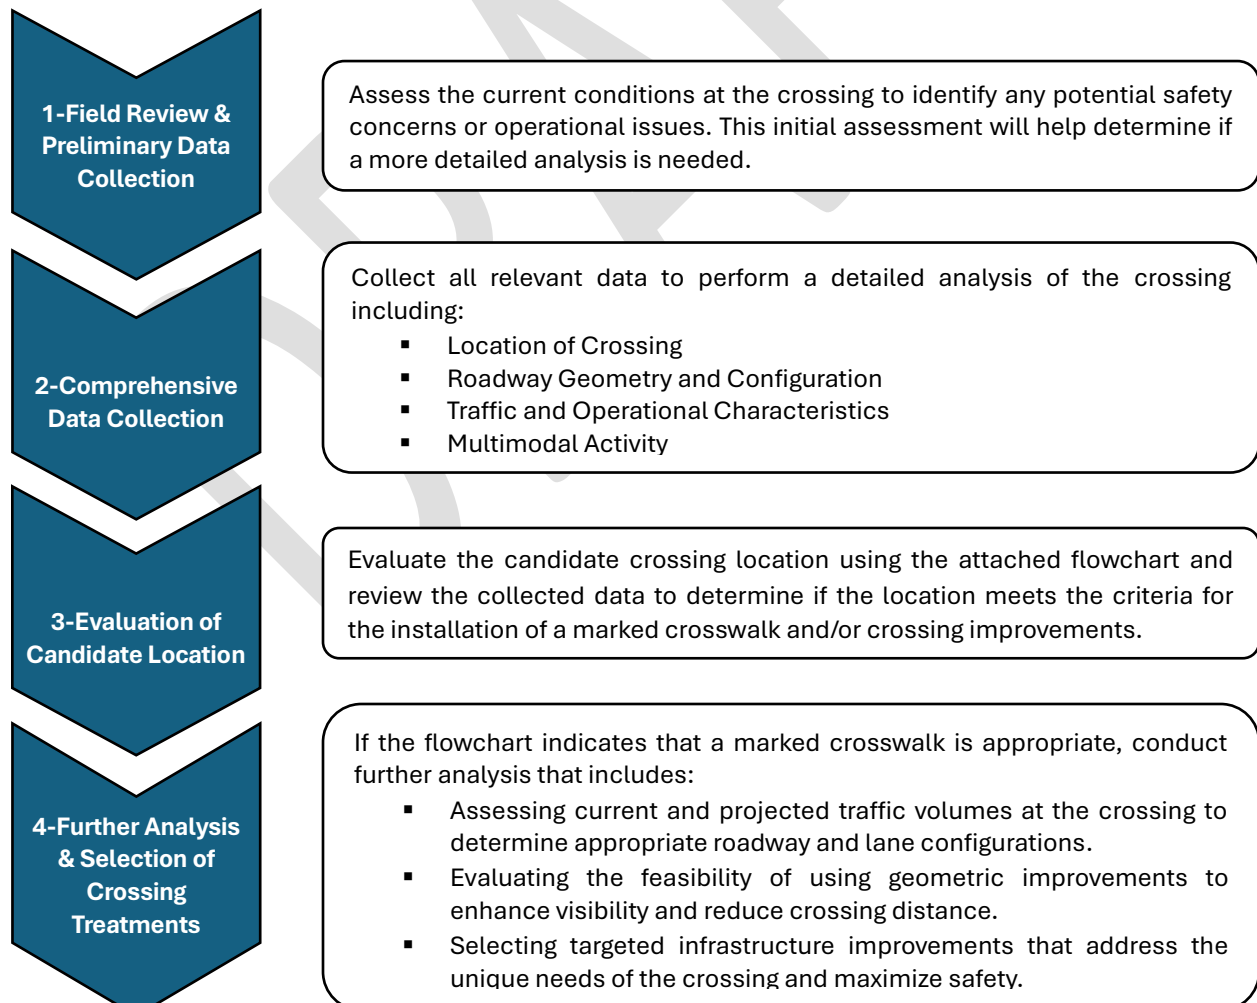 1-Field Review &
Preliminary Data
Collection
Assess the current conditions at the crossing to identify any potential safety
concerns or operational issues. This initial assessment will help determine if
a more detailed analysis is needed.
2-Comprehensive
Data Collection
Collect all relevant data to perform a detailed analysis of the crossing
including:
▪ Location of Crossing
▪ Roadway Geometry and Configuration
▪ Traffic and Operational Characteristics
▪ Multimodal Activity
3-Evaluation of
Candidate Location
Evaluate the candidate crossing location using the attached flowchart and
review the collected data to determine if the location meets the criteria for
the installation of a marked crosswalk and/or crossing improvements.
4-Further Analysis
& Selection of
Crossing
Treatments
If the flowchart indicates that a marked crosswalk is appropriate, conduct
further analysis that includes:
▪ Assessing current and projected traffic volumes at the crossing to
determine appropriate roadway and lane configurations.
▪ Evaluating the feasibility of using geometric improvements to
enhance visibility and reduce crossing distance.
▪ Selecting targeted infrastructure improvements that address the
unique needs of the crossing and maximize safety.